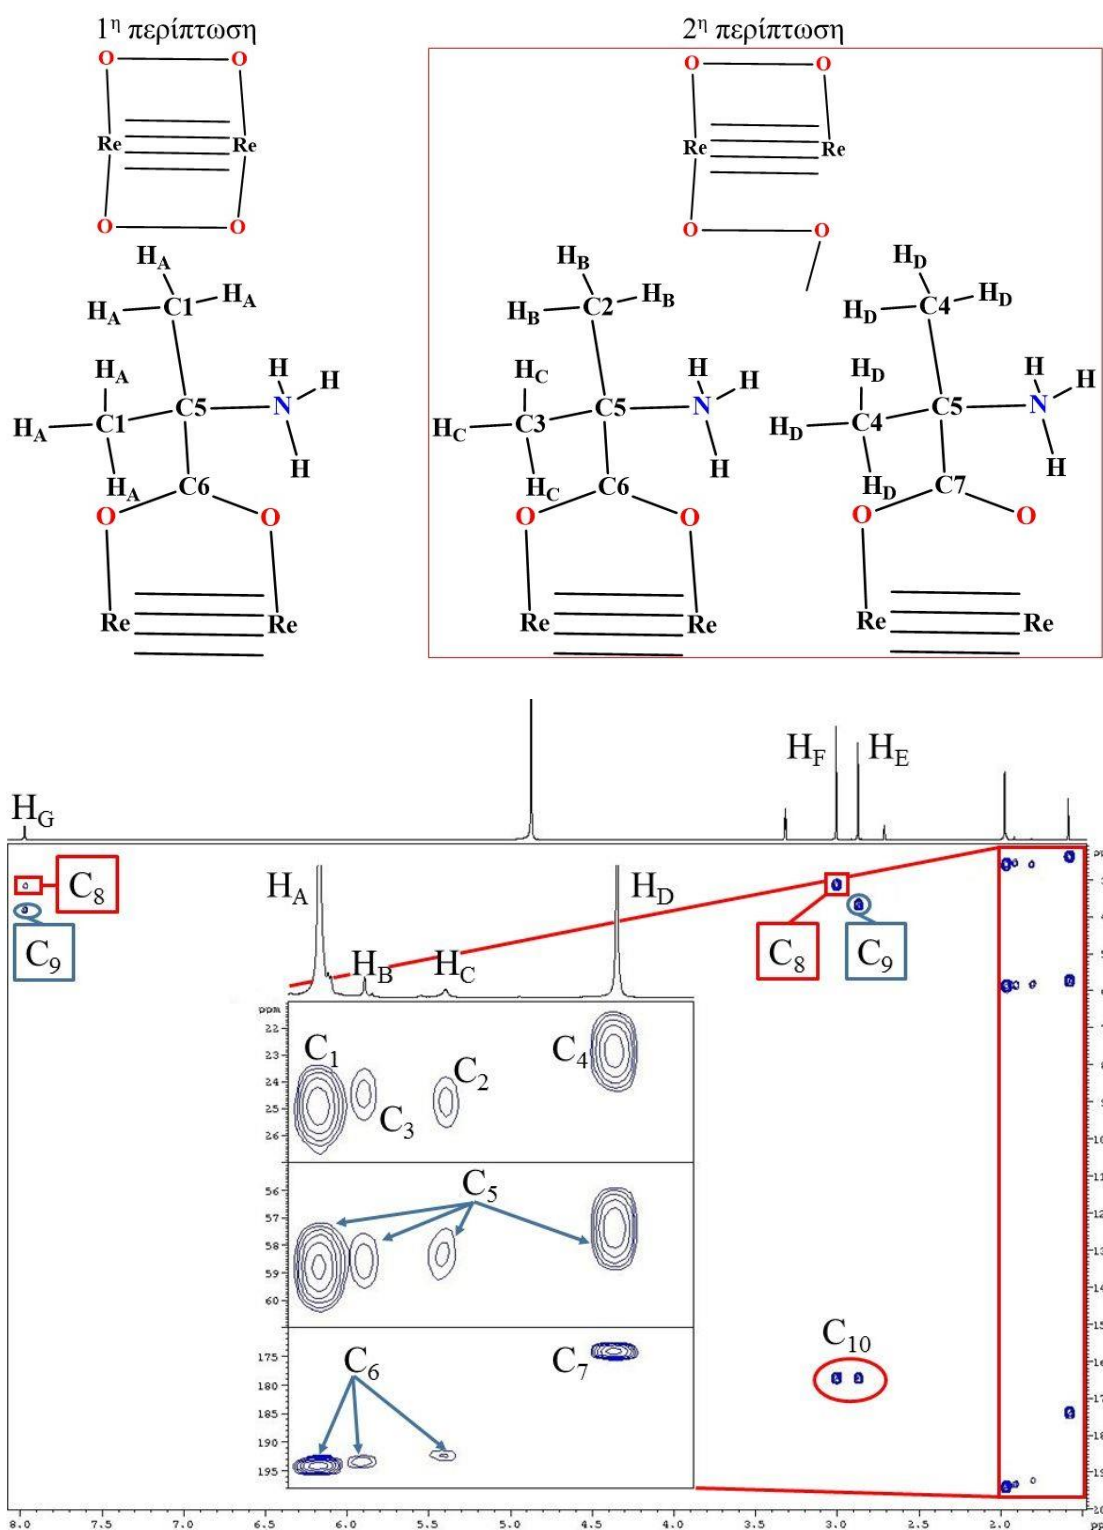 1η περίπτωση 2η περίπτωση
O O O O
Re Re Re Re
O O O O
HA HB HD
HA C1 HA HB C2 HB HD C4 HD
HA H HC H HD H
H H H
HA C1 C5 N HC C3 C5 N HD C4 C5 N
HA C6 H HC C6 H HD C7 H
O O O O O O
Re Re Re Re Re Re
HF HE
HG
C8 HA HD
C9 HB HC C8 C9
ppm
22
23
24
25
26
C1 C4
C2
C3
56
57
58
59
60
C5
175
180
185
190
195
C6 C7
C10
8.0 7.5 7.0 6.5 6.0 5.5 5.0 4.5 4.0 3.5 3.0 2.5 2.0